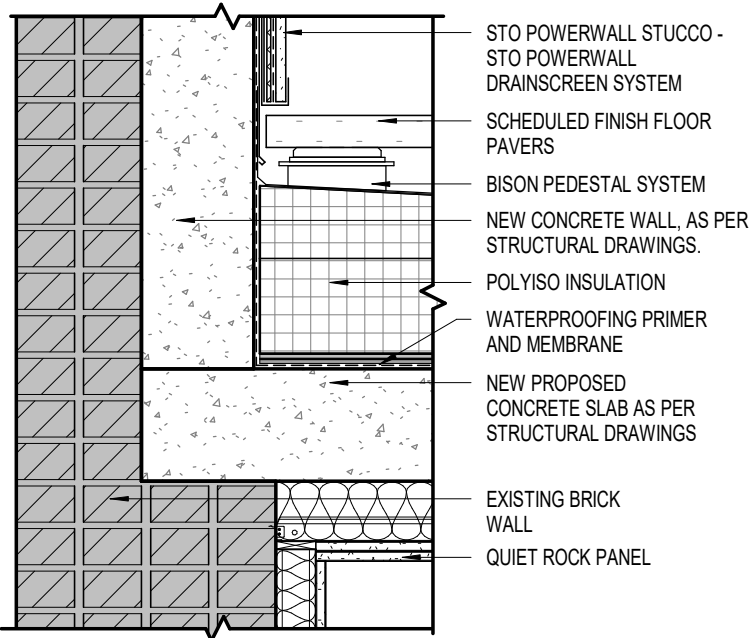 STO POWERWALL STUCCO -
STO POWERWALL
DRAINSCREEN SYSTEM
SCHEDULED FINISH FLOOR
PAVERS
BISON PEDESTAL SYSTEM
NEW CONCRETE WALL, AS PER
STRUCTURAL DRAWINGS.
POLYISO INSULATION
WATERPROOFING PRIMER
AND MEMBRANE
NEW PROPOSED
CONCRETE SLAB AS PER
STRUCTURAL DRAWINGS
EXISTING BRICK
WALL
QUIET ROCK PANEL